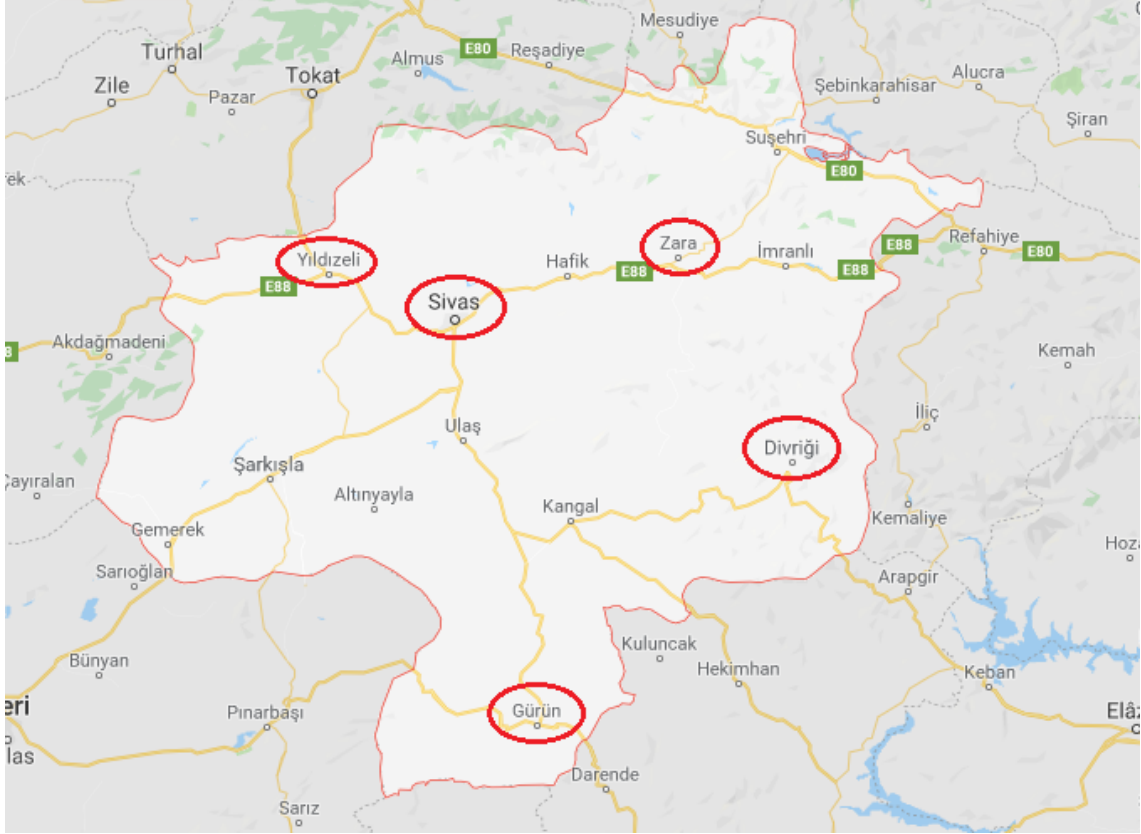 Mesudiye
Turhal
E80
Reşadiye
Almus
Tokat
Zile
Pazar
Şebinkarahisar
Alucra
Şiran
Suşehri
E80
Yıldızeli
Zara
İmranlı
E88
Refahiye
E80
Hafik
E88
E88
E88
Sivas
Akdağmadeni
Kemah
İliç
Ulaş
Divriği
Şarkışla
Çayıralan
Altınyayla
Kangal
Kemaliye
Gemerek
Sarıoğlan
Arapgir
Kuluncak
Bünyan
Hekimhan
Keban
Gürün
Pınarbaşı
Darende
Sarız